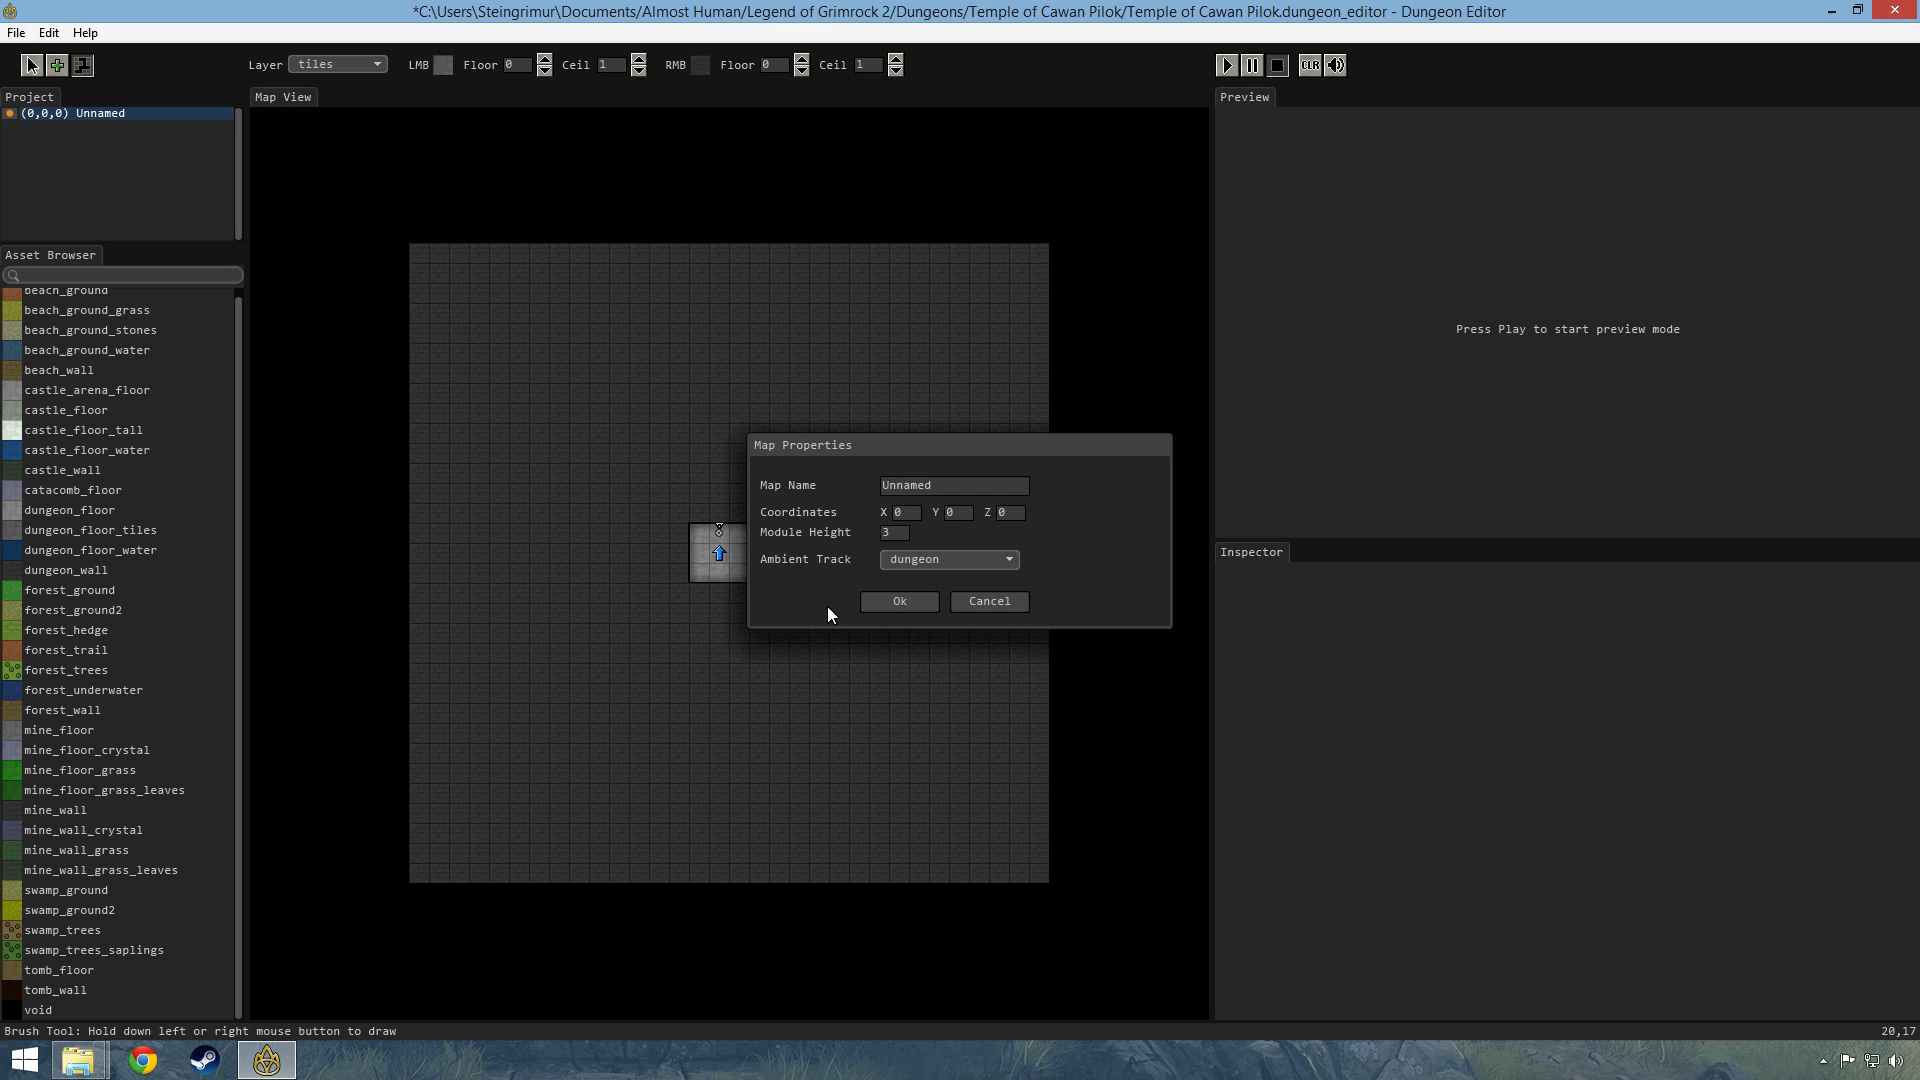 *C:\Users\Steingrimur\Documents/Almost Human/Legend of Grimrock 2/Dungeons/Temple of Cawan Pilok/Temple of Cawan Pilok.dungeon_editor - Dungeon Editor
File Edit Help
Layer tiles LMB Floor 0 Ceil 1 RMB Floor 0 Ceil 1 CLR
Project
(0,0,0) Unnamed
Map View
Preview
Press Play to start preview mode
Asset Browser
beach_ground
beach_ground_grass
beach_ground_stones
beach_ground_water
beach_wall
castle_arena_floor
castle_floor
castle_floor_tall
castle_floor_water
castle_wall
catacomb_floor
dungeon_floor
dungeon_floor_tiles
dungeon_floor_water
dungeon_wall
forest_ground
forest_ground2
forest_hedge
forest_trail
forest_trees
forest_underwater
forest_wall
mine_floor
mine_floor_crystal
mine_floor_grass
mine_floor_grass_leaves
mine_wall
mine_wall_crystal
mine_wall_grass
mine_wall_grass_leaves
swamp_ground
swamp_ground2
swamp_trees
swamp_trees_saplings
tomb_floor
tomb_wall
void
Map Properties
Map Name Unnamed
Coordinates X 0 Y 0 Z 0
Module Height 3
Ambient Track dungeon
Ok Cancel
Inspector
Brush Tool: Hold down left or right mouse button to draw
20,17